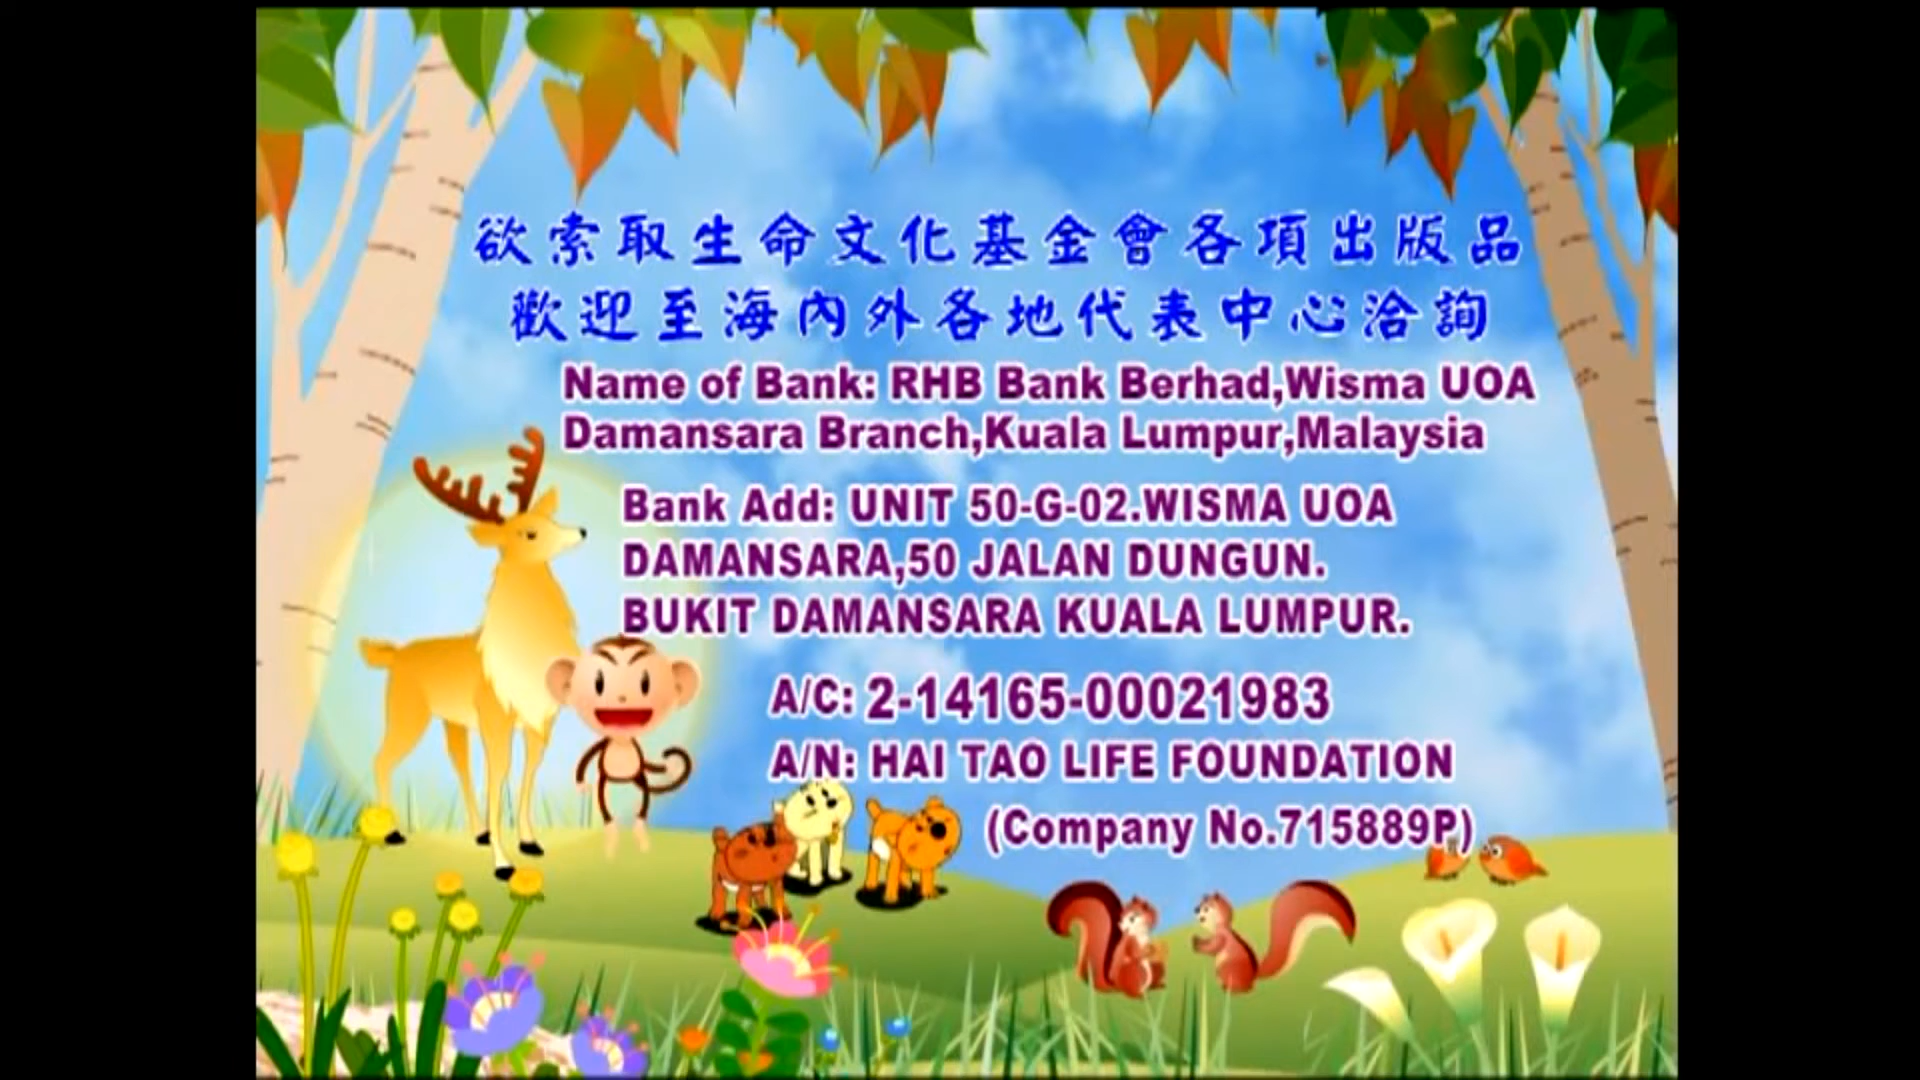 欲索取生命文化基金會各項出版品
歡迎至海內外各地代表中心洽詢
Name of Bank: RHB Bank Berhad,Wisma UOA
Damansara Branch,Kuala Lumpur,Malaysia
Bank Add: UNIT 50-G-02.WISMA UOA
DAMANSARA,50 JALAN DUNGUN.
BUKIT DAMANSARA KUALA LUMPUR.
A/C: 2-14165-00021983
A/N: HAI TAO LIFE FOUNDATION
(Company No.715889P)